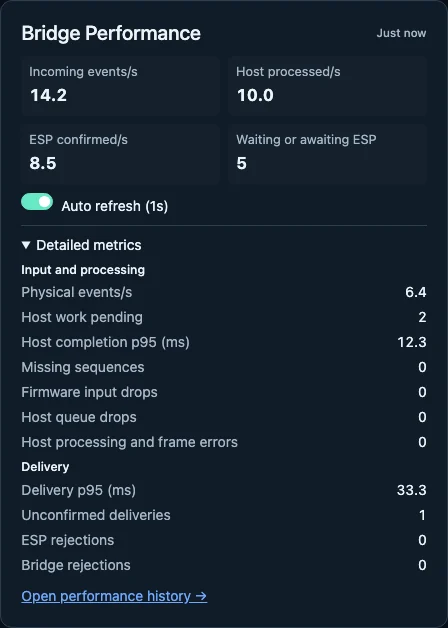 Bridge Performance
Just now
Incoming events/s
Host processed/s
14.2
10.0
ESP confirmed/s
Waiting or awaiting ESP
8.5
5
Auto refresh (1s)
▼ Detailed metrics
Input and processing
Physical events/s 6.4
Host work pending 2
Host completion p95 (ms) 12.3
Missing sequences 0
Firmware input drops 0
Host queue drops 0
Host processing and frame errors 0
Delivery
Delivery p95 (ms) 33.3
Unconfirmed deliveries 1
ESP rejections 0
Bridge rejections 0
Open performance history →